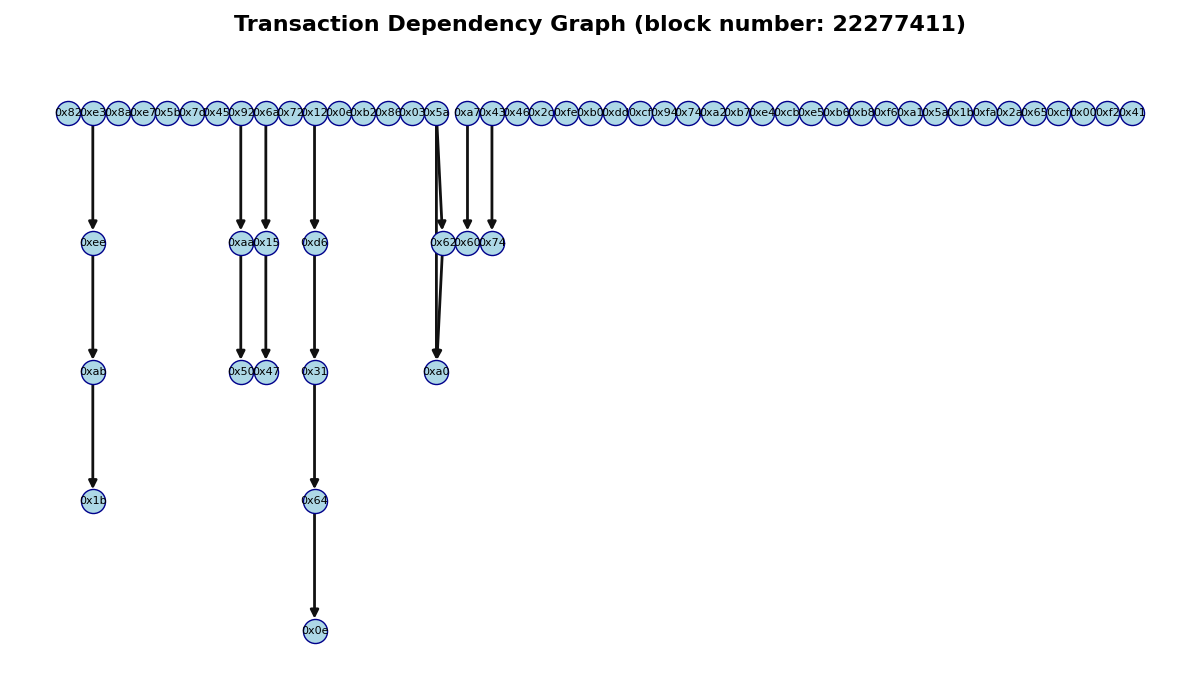 Transaction Dependency Graph (block number: 22277411)
0x82 0xe3 0x8a 0xe7 0x5b 0x7c 0x45 0x92 0x6a 0x72 0x12 0x0e 0xb2 0x86 0x03 0x5a 0xa7 0x43 0x46 0x2c 0xfe 0xb0 0xdd 0xcf 0x94 0x74 0xa2 0xb7 0xe4 0xcb 0xe5 0xb6 0xb8 0xf6 0xa1 0x5a 0x1b 0xfa 0x2a 0x65 0xcf 0x00 0xf2 0x41
0xee 0xaa 0x15 0xd6 0x62 0x60 0x74
0xab 0x50 0x47 0x31 0xa0
0x1b 0x64
0x0e